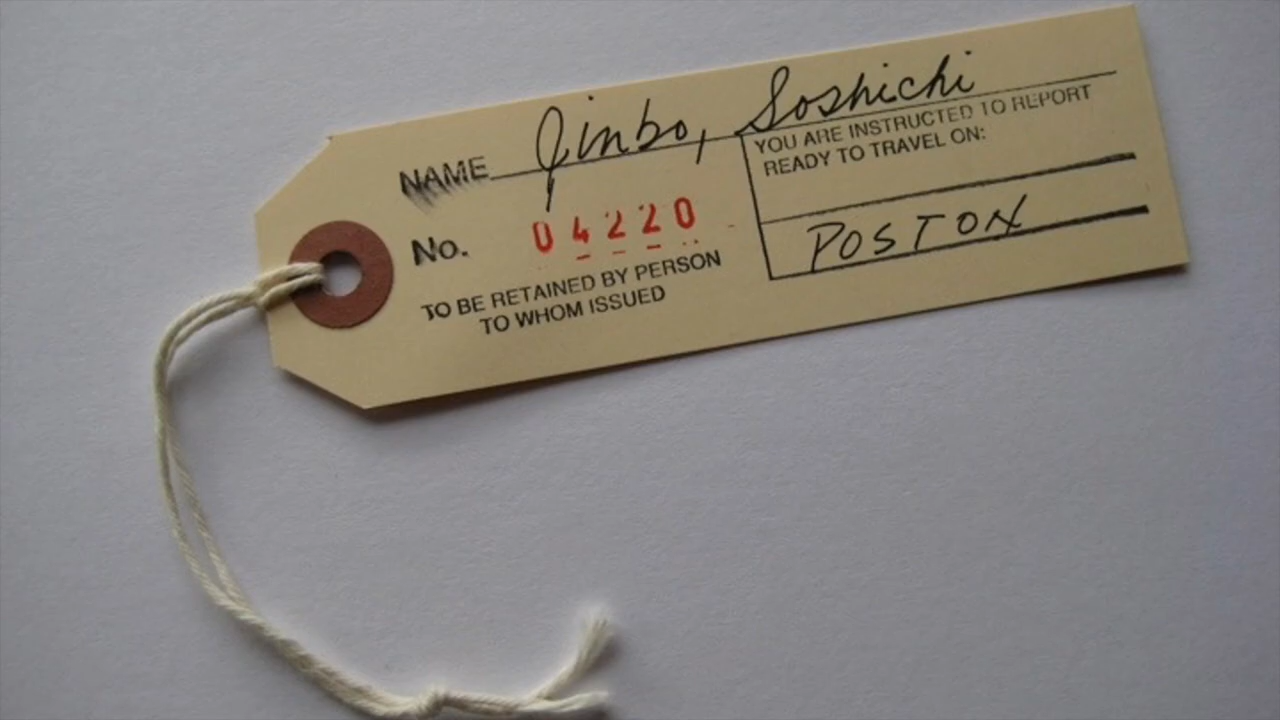 NAME Jinbo, Soshichi
No. 04220
TO BE RETAINED BY PERSON
TO WHOM ISSUED
YOU ARE INSTRUCTED TO REPORT
READY TO TRAVEL ON:
POSTON